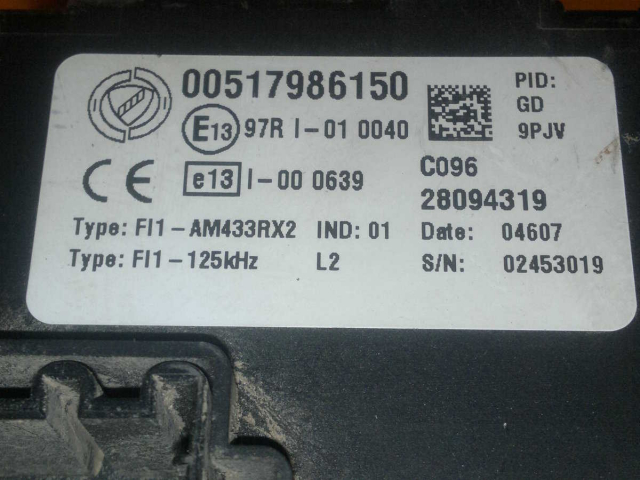 00517986150
PID:
GD
9PJV
E13 97R I-01 0040
e13 I-00 0639
CE
C096
28094319
Type: FI1-AM433RX2 IND: 01 Date: 04607
Type: FI1-125kHz L2 S/N: 02453019